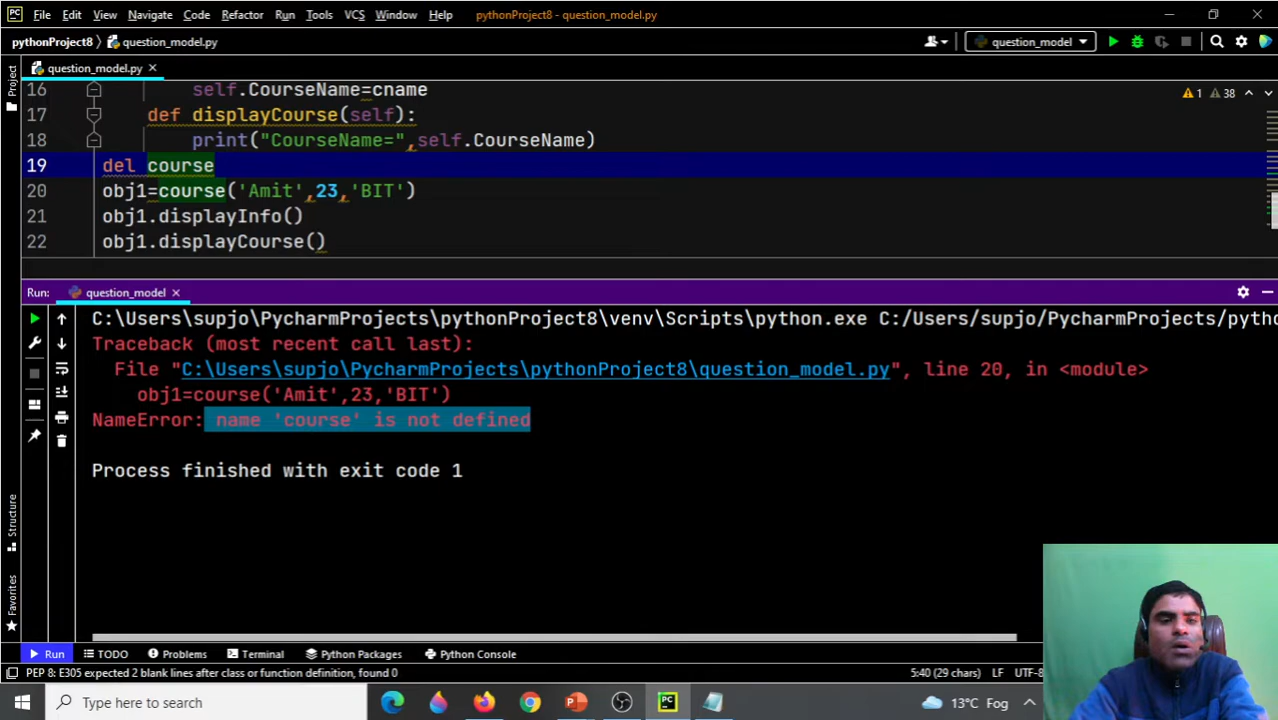 PC File Edit View Navigate Code Refactor Run Tools VCS Window Help pythonProject8 - question_model.py
pythonProject8 question_model.py question_model
Project
question_model.py
16 self.CourseName=cname
1 38
17 def displayCourse(self):
18 print("CourseName=",self.CourseName)
19 del course
20 obj1=course('Amit',23,'BIT')
21 obj1.displayInfo()
22 obj1.displayCourse()
Run: question_model
C:\Users\supjo\PycharmProjects\pythonProject8\venv\Scripts\python.exe C:/Users/supjo/PycharmProjects/pytho
Traceback (most recent call last):
File "C:\Users\supjo\PycharmProjects\pythonProject8\question_model.py", line 20, in <module>
obj1=course('Amit',23,'BIT')
NameError: name 'course' is not defined
Process finished with exit code 1
Structure
Favorites
Run TODO Problems Terminal Python Packages Python Console
PEP 8: E305 expected 2 blank lines after class or function definition, found 0 5:40 (29 chars) LF UTF-8
Type here to search PC 13°C Fog